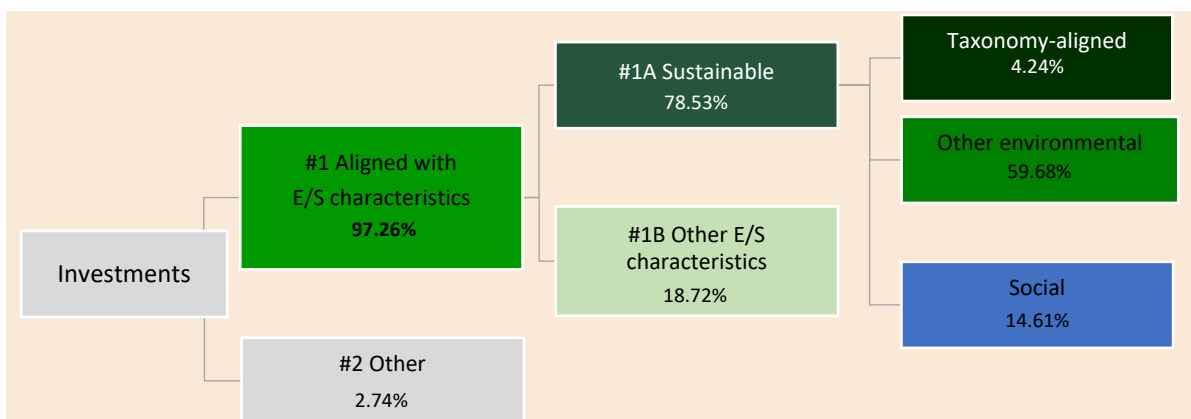 Investments
#1 Aligned with
E/S characteristics
97.26%
#2 Other
2.74%
#1A Sustainable
78.53%
#1B Other E/S
characteristics
18.72%
Taxonomy-aligned
4.24%
Other environmental
59.68%
Social
14.61%